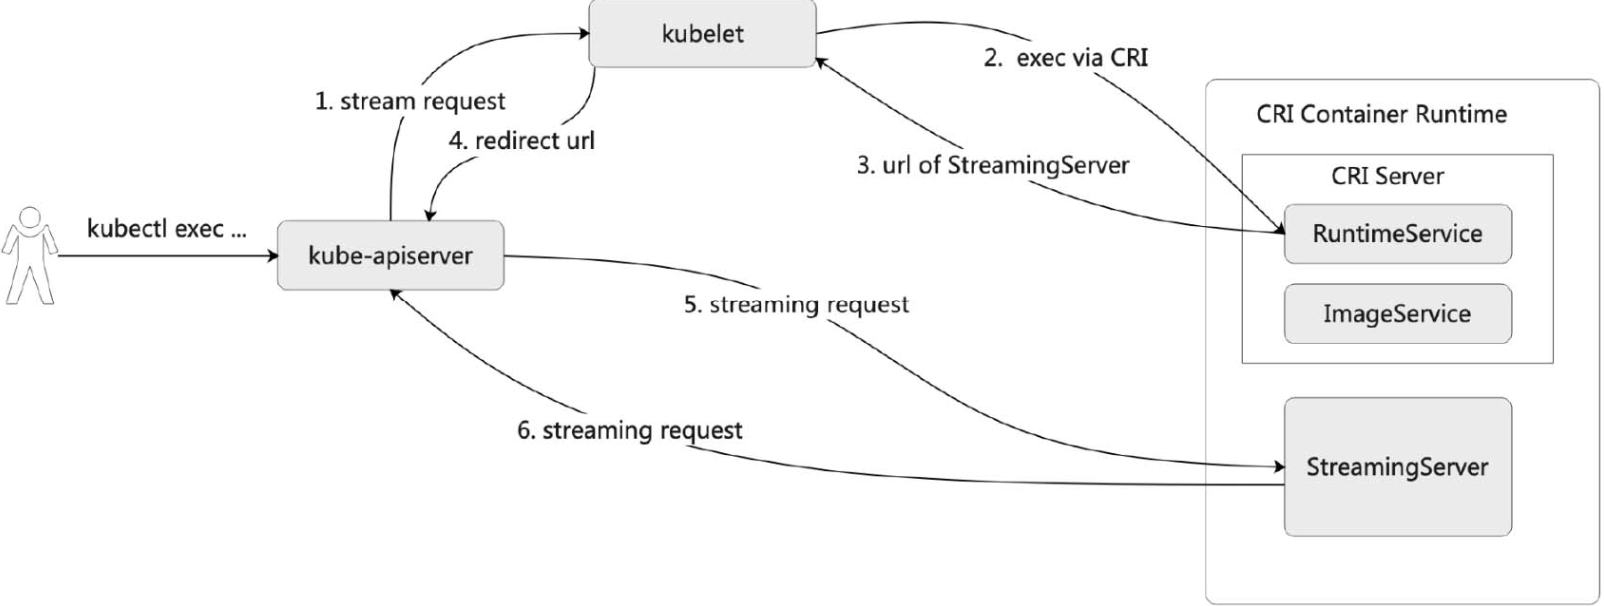 kubelet
2. exec via CRI
1. stream request
CRI Container Runtime
4. redirect url
3. url of StreamingServer
CRI Server
kubectl exec ...
RuntimeService
kube-apiserver
5. streaming request
ImageService
6. streaming request
StreamingServer